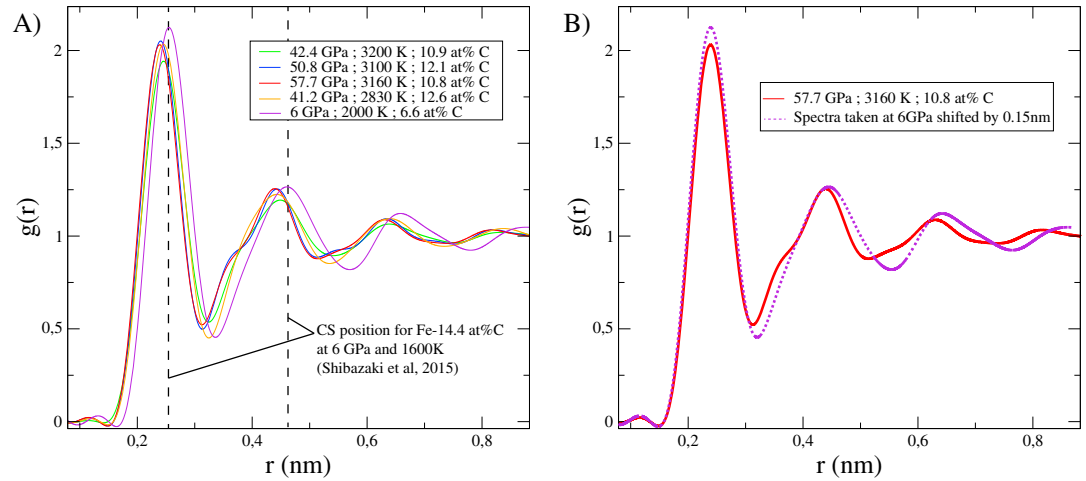 A)
g(r)
2
1,5
1
0,5
0
42.4 GPa ; 3200 K ; 10.9 at% C
50.8 GPa ; 3100 K ; 12.1 at% C
57.7 GPa ; 3160 K ; 10.8 at% C
41.2 GPa ; 2830 K ; 12.6 at% C
6 GPa ; 2000 K ; 6.6 at% C
CS position for Fe-14.4 at%C
at 6 GPa and 1600K
(Shibazaki et al, 2015)
0,2 0,4 0,6 0,8
r (nm)
B)
g(r)
2
1,5
1
0,5
0
57.7 GPa ; 3160 K ; 10.8 at% C
Spectra taken at 6GPa shifted by 0.15nm
0,2 0,4 0,6 0,8
r (nm)